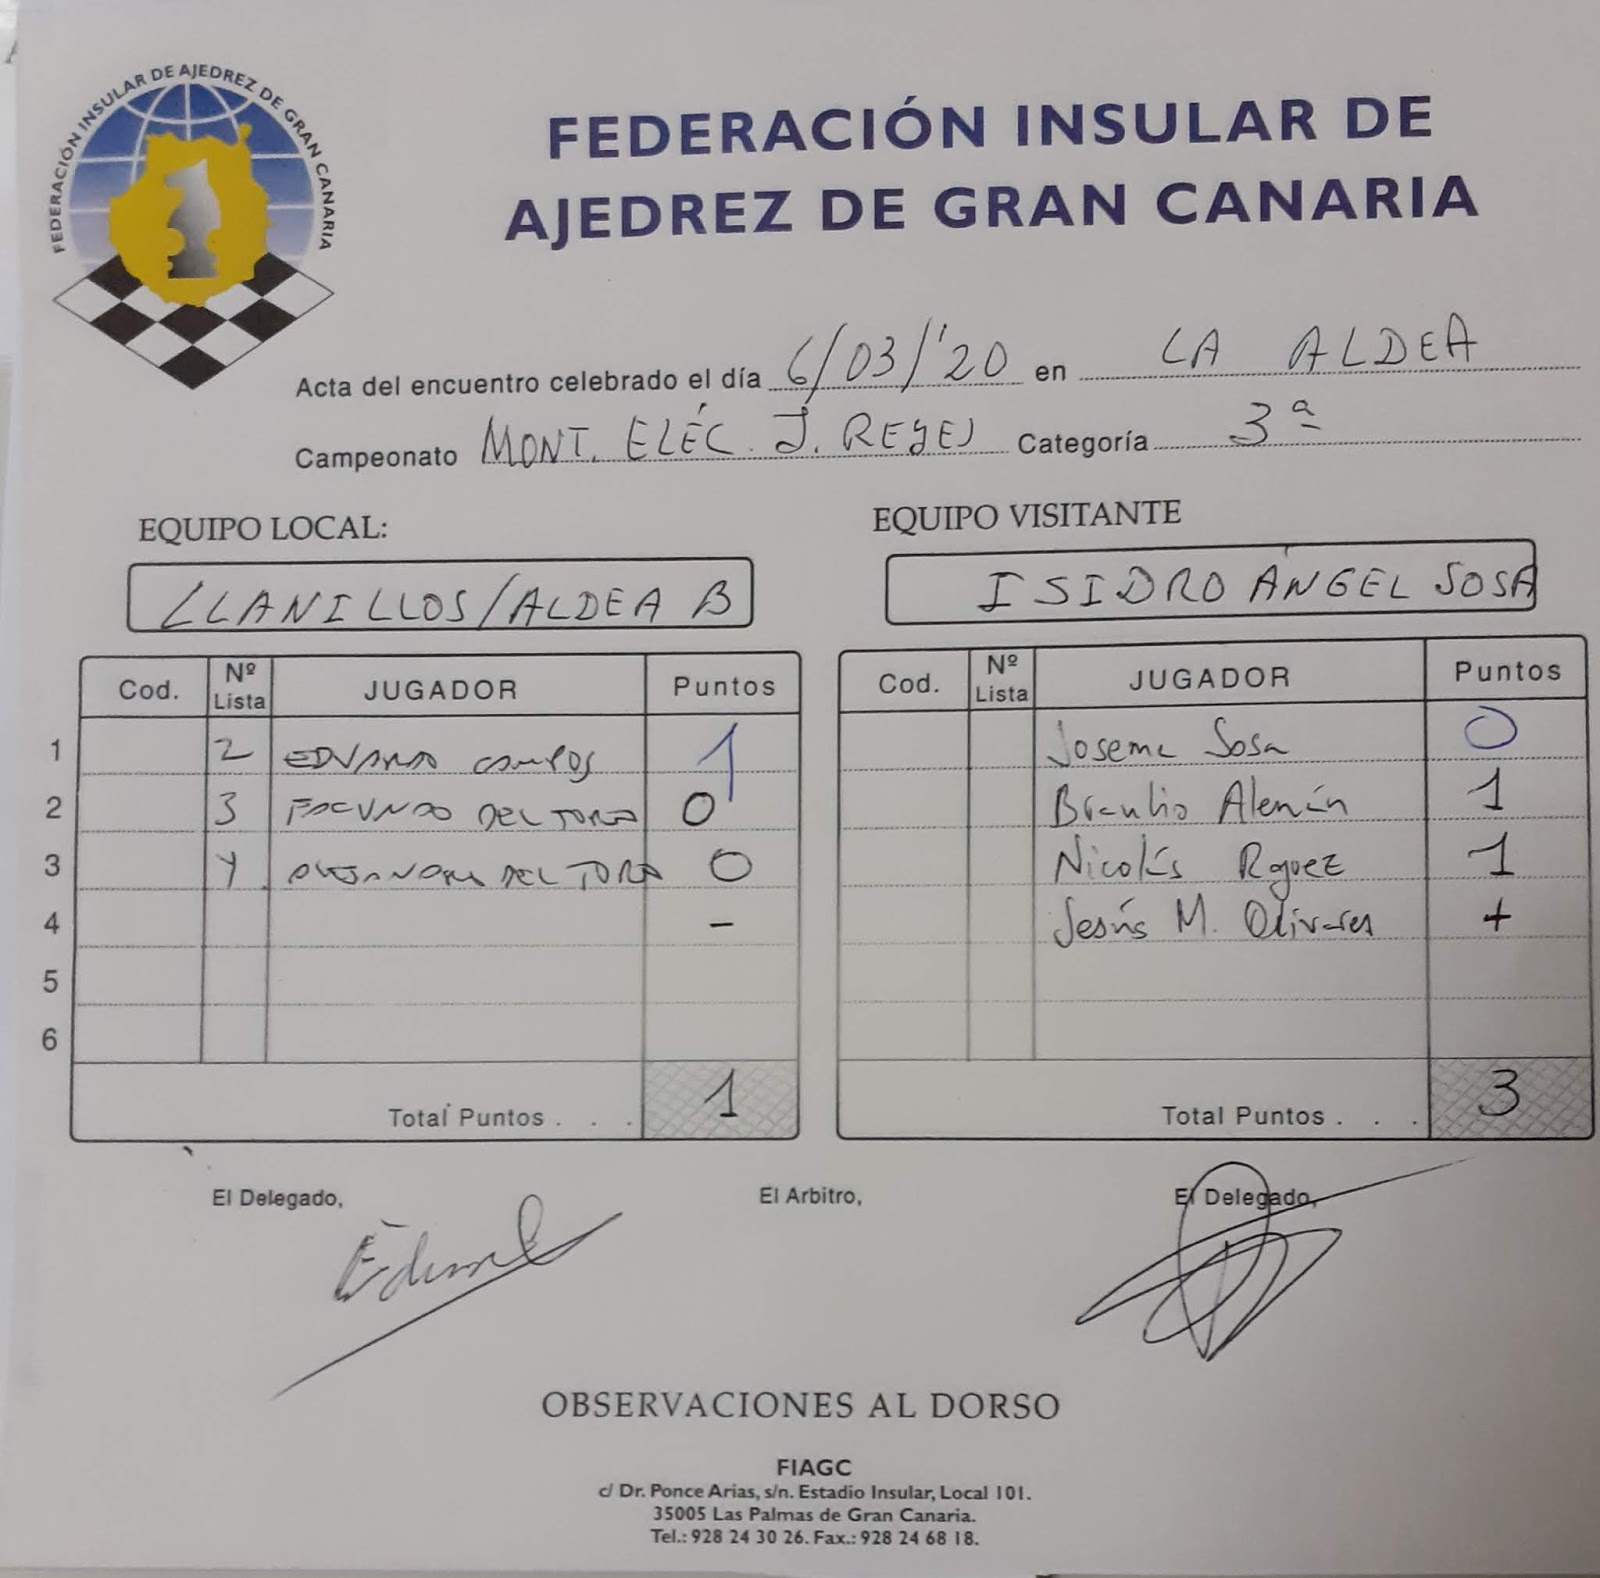 FEDERACIÓN INSULAR DE AJEDREZ DE GRAN CANARIA
FEDERACIÓN INSULAR DE
AJEDREZ DE GRAN CANARIA
Acta del encuentro celebrado el día 6/03/'20 en LA ALDEA
Campeonato MONT. ELÉC. J. REYES Categoría 3ª
EQUIPO LOCAL: EQUIPO VISITANTE
LLANILLOS/ALDEA B ISIDRO ÁNGEL SOSA
Cod. Nº Lista JUGADOR Puntos Cod. Nº Lista JUGADOR Puntos
1 2 EDUARDO CAMPOS 1 Josema Sosa 0
2 3 FACUNDO DEL TORO 0 Braulio Alemán 1
3 4 ALEJANDRA DEL TORO 0 Nicolás Rguez 1
4 - Jesús M. Olivares +
5
6
Total Puntos . . . 1 Total Puntos . . . 3
El Delegado, El Arbitro, El Delegado,
OBSERVACIONES AL DORSO
FIAGC
c/ Dr. Ponce Arias, s/n. Estadio Insular, Local 101.
35005 Las Palmas de Gran Canaria.
Tel.: 928 24 30 26. Fax.: 928 24 68 18.